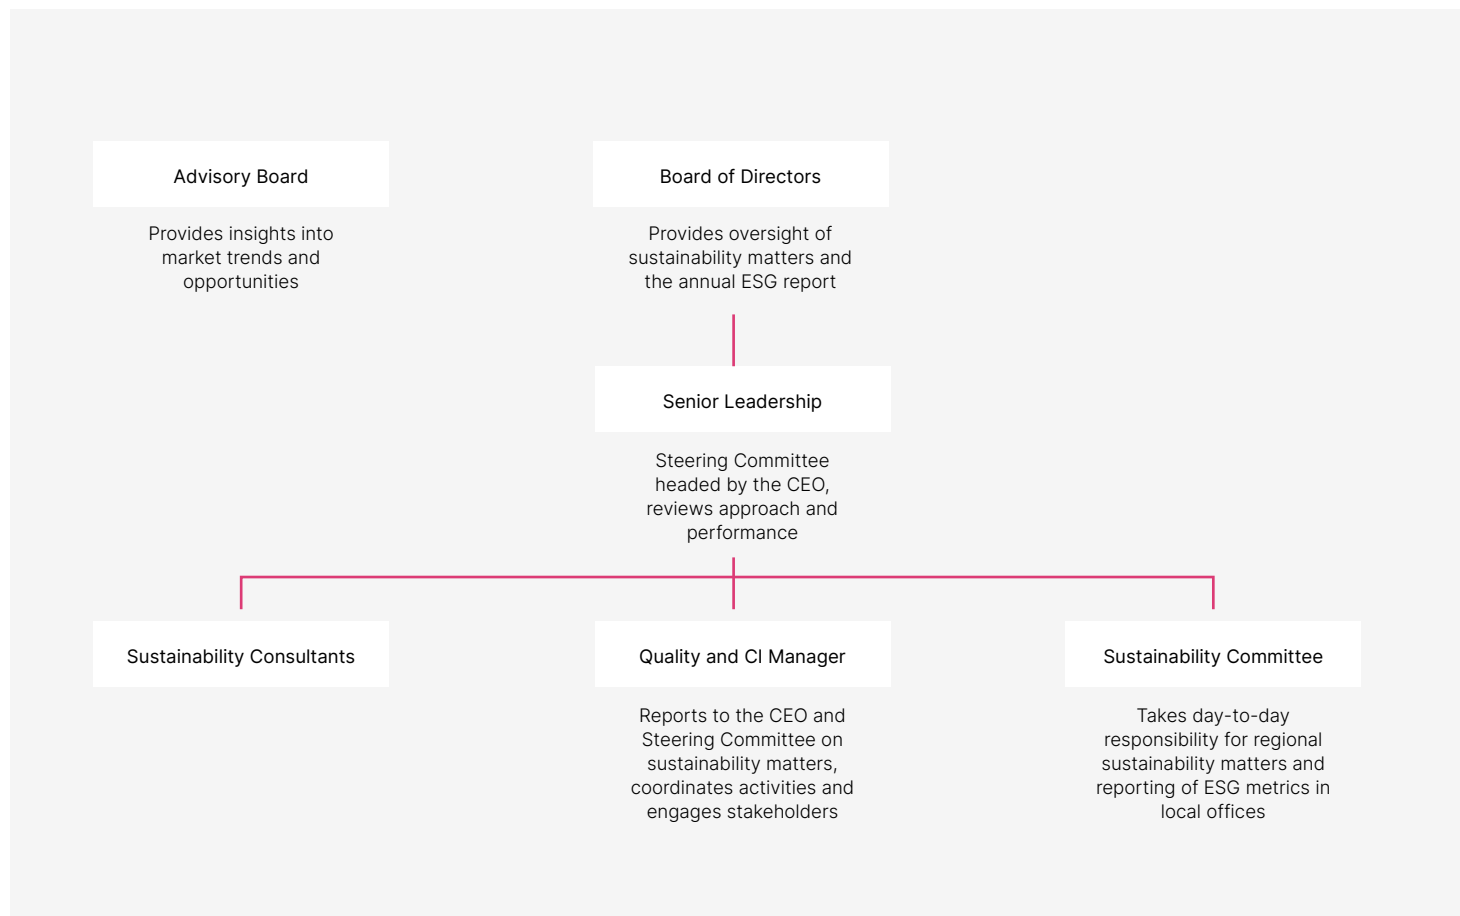 Advisory Board
Provides insights into
market trends and
opportunities
Board of Directors
Provides oversight of
sustainability matters and
the annual ESG report
Senior Leadership
Steering Committee
headed by the CEO,
reviews approach and
performance
Sustainability Consultants
Quality and CI Manager
Reports to the CEO and
Steering Committee on
sustainability matters,
coordinates activities and
engages stakeholders
Sustainability Committee
Takes day-to-day
responsibility for regional
sustainability matters and
reporting of ESG metrics in
local offices